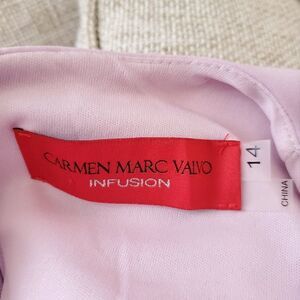 CARMEN MARC VALVO
INFUSION
14
CHINA